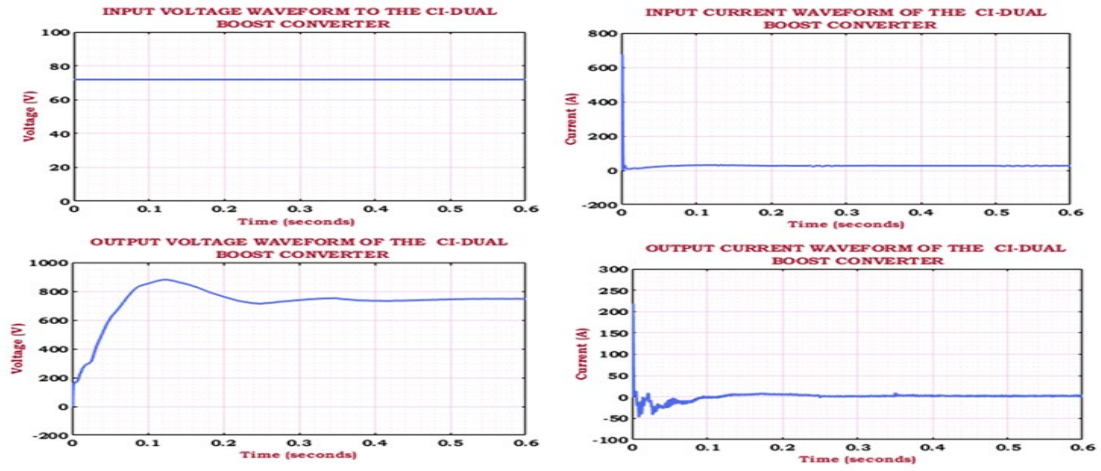 INPUT VOLTAGE WAVEFORM TO THE CI-DUAL
BOOST CONVERTER
100
80
60
40
20
0
Voltage (V)
0 0.1 0.2 0.3 0.4 0.5 0.6
Time (seconds)
INPUT CURRENT WAVEFORM OF THE CI-DUAL
BOOST CONVERTER
800
600
400
200
0
-200
Current (A)
0 0.1 0.2 0.3 0.4 0.5 0.6
Time (seconds)
OUTPUT VOLTAGE WAVEFORM OF THE CI-DUAL
BOOST CONVERTER
1000
800
600
400
200
0
-200
Voltage (V)
0 0.1 0.2 0.3 0.4 0.5 0.6
Time (seconds)
OUTPUT CURRENT WAVEFORM OF THE CI-DUAL
BOOST CONVERTER
300
250
200
150
100
50
0
-50
-100
Current (A)
0 0.1 0.2 0.3 0.4 0.5 0.6
Time (seconds)